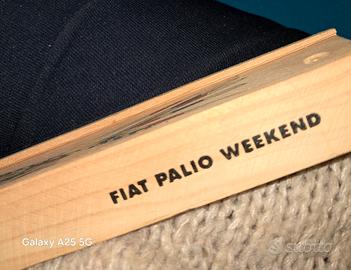 FIAT PALIO WEEKEND
Galaxy A25 5G
subito